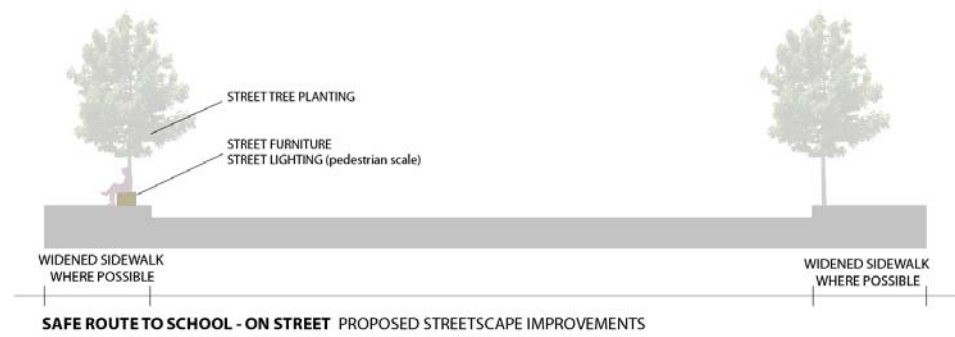 STREET TREE PLANTING
STREET FURNITURE
STREET LIGHTING (pedestrian scale)
WIDENED SIDEWALK
WHERE POSSIBLE
WIDENED SIDEWALK
WHERE POSSIBLE
SAFE ROUTE TO SCHOOL - ON STREET PROPOSED STREETSCAPE IMPROVEMENTS